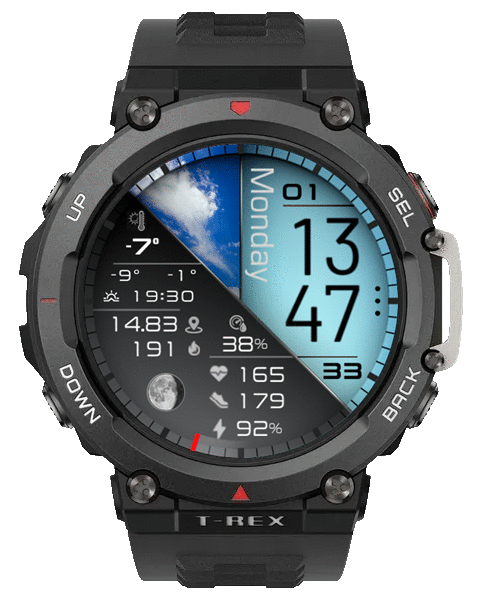 UP
SEL
Monday
01
13
47
33
-7°
-9° -1°
19:30
14.83
191
38%
165
179
92%
DOWN
BACK
T-REX